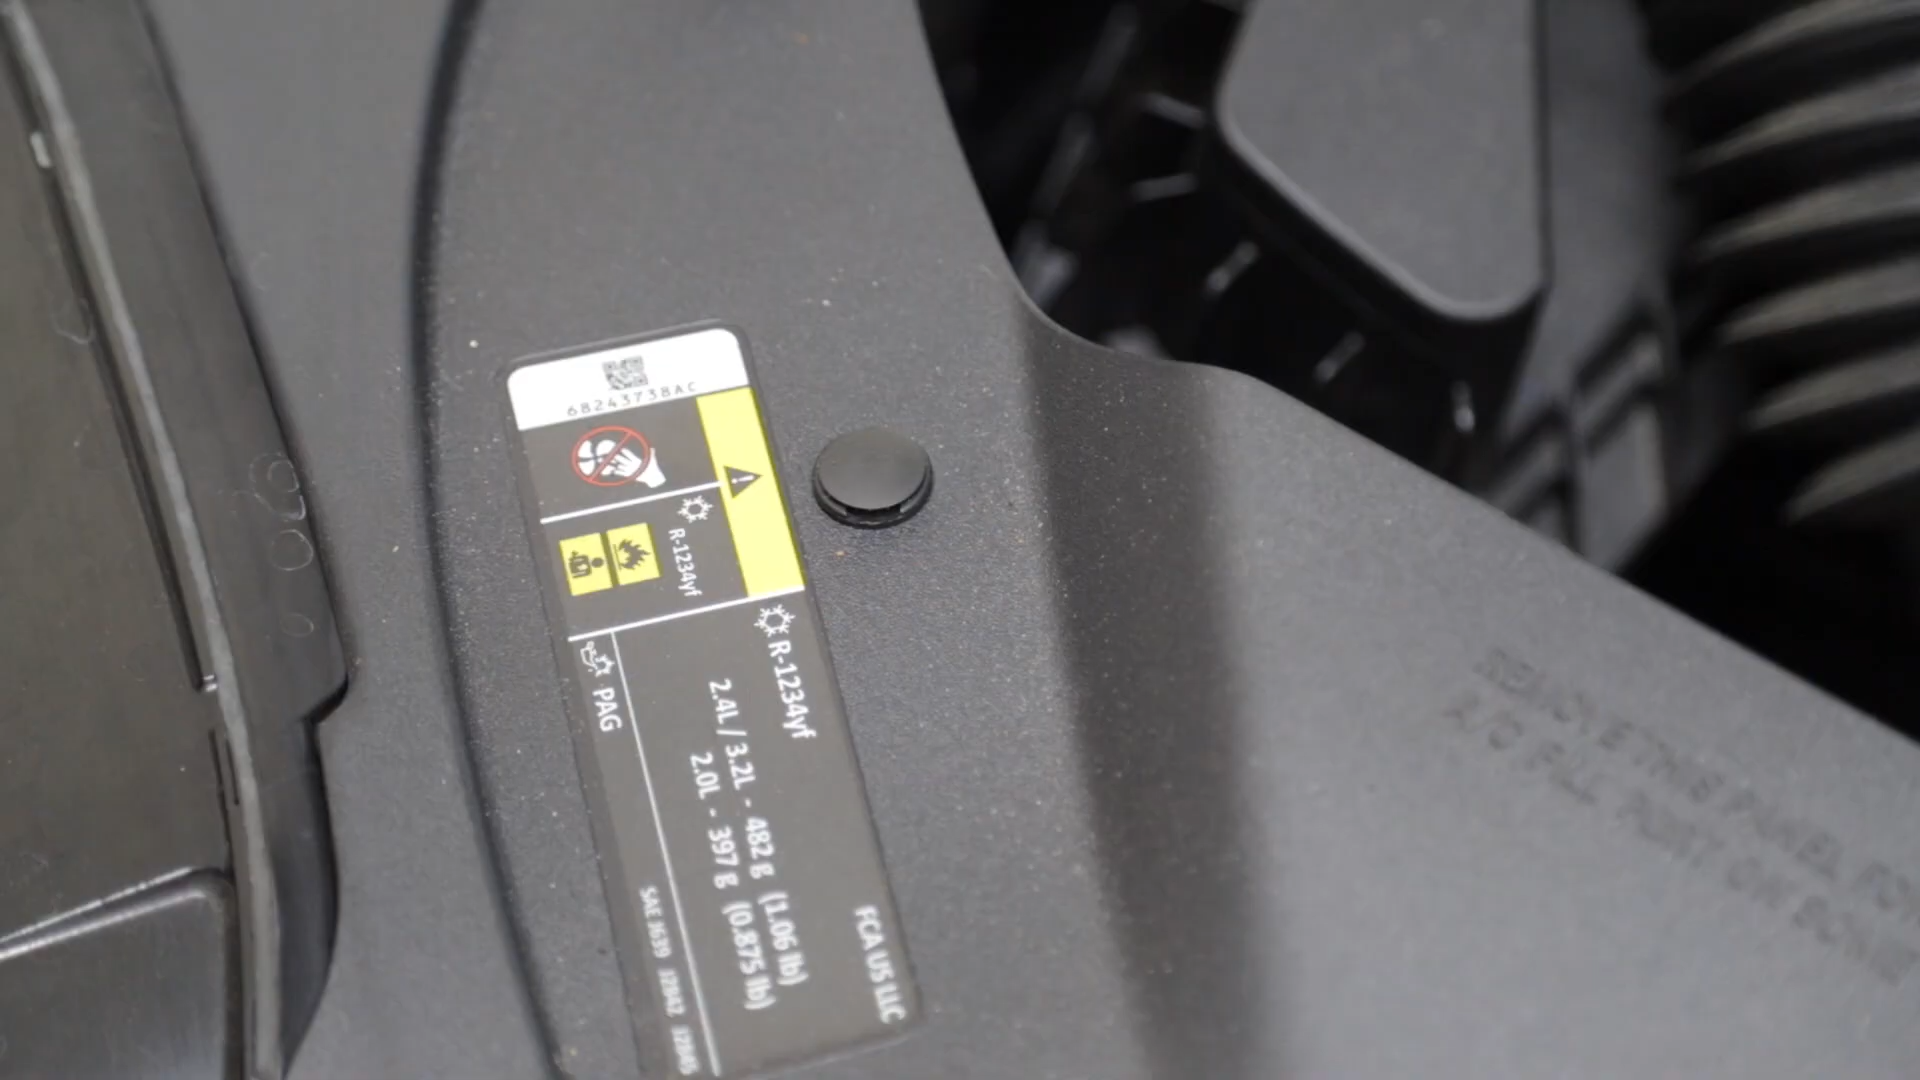 68243738AC
R-1234yf
R-1234yf
2.4L / 3.2L - 482 g (1.06 lb)
2.0L - 397 g (0.875 lb)
PAG
FCA US LLC
SAE J639 J2842 J2845